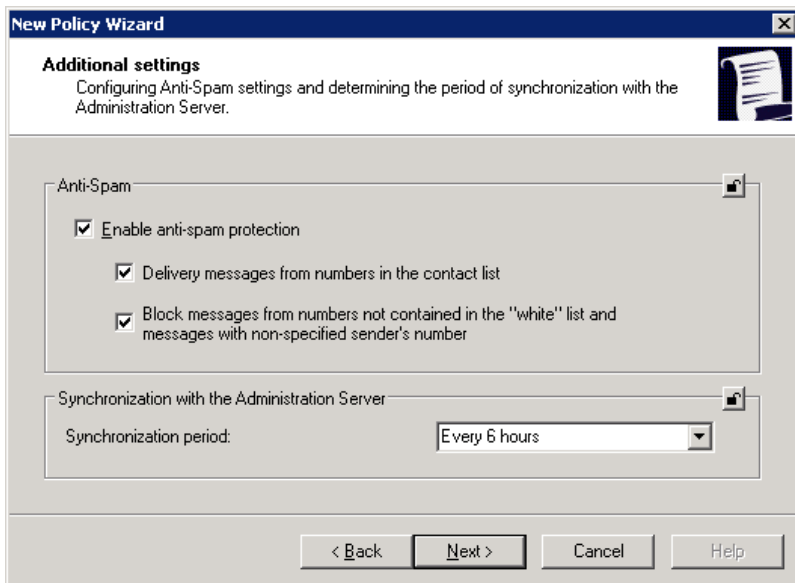 New Policy Wizard
Additional settings
Configuring Anti-Spam settings and determining the period of synchronization with the
Administration Server.
Anti-Spam
Enable anti-spam protection
Delivery messages from numbers in the contact list
Block messages from numbers not contained in the "white" list and
messages with non-specified sender's number
Synchronization with the Administration Server
Synchronization period: Every 6 hours
< Back Next > Cancel Help